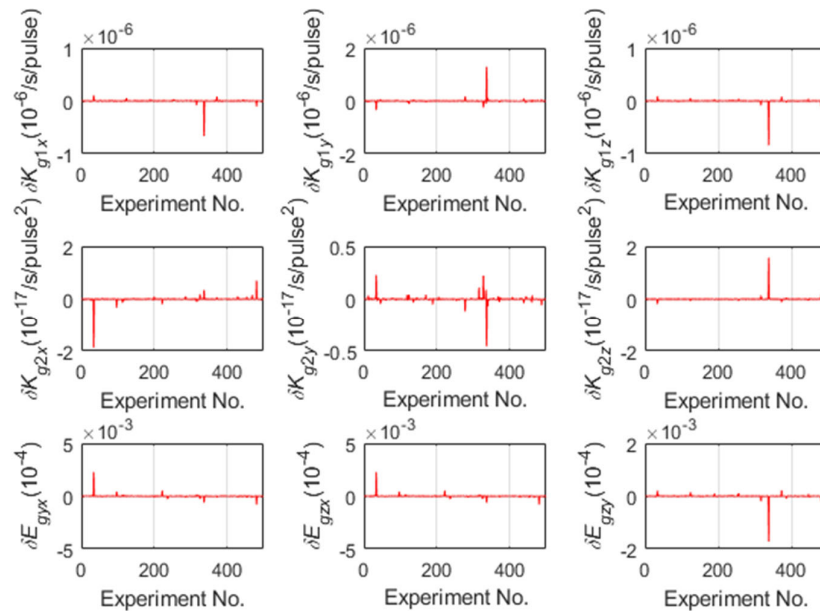 ×10⁻⁶ ×10⁻⁶ ×10⁻⁶
δK_g1x(10⁻⁶/s/pulse) 1 0 -1
δK_g1y(10⁻⁶/s/pulse) 2 0 -2
δK_g1z(10⁻⁶/s/pulse) 1 0 -1
0 200 400 0 200 400 0 200 400
Experiment No. Experiment No. Experiment No.
δK_g2x(10⁻¹⁷/s/pulse²) 2 0 -2
δK_g2y(10⁻¹⁷/s/pulse²) 0.5 0 -0.5
δK_g2z(10⁻¹⁷/s/pulse²) 2 0 -2
0 200 400 0 200 400 0 200 400
Experiment No. Experiment No. Experiment No.
×10⁻³ ×10⁻³ ×10⁻³
δE_gyx(10⁻⁴) 5 0 -5
δE_gzx(10⁻⁴) 5 0 -5
δE_gzy(10⁻⁴) 2 0 -2
0 200 400 0 200 400 0 200 400
Experiment No. Experiment No. Experiment No.